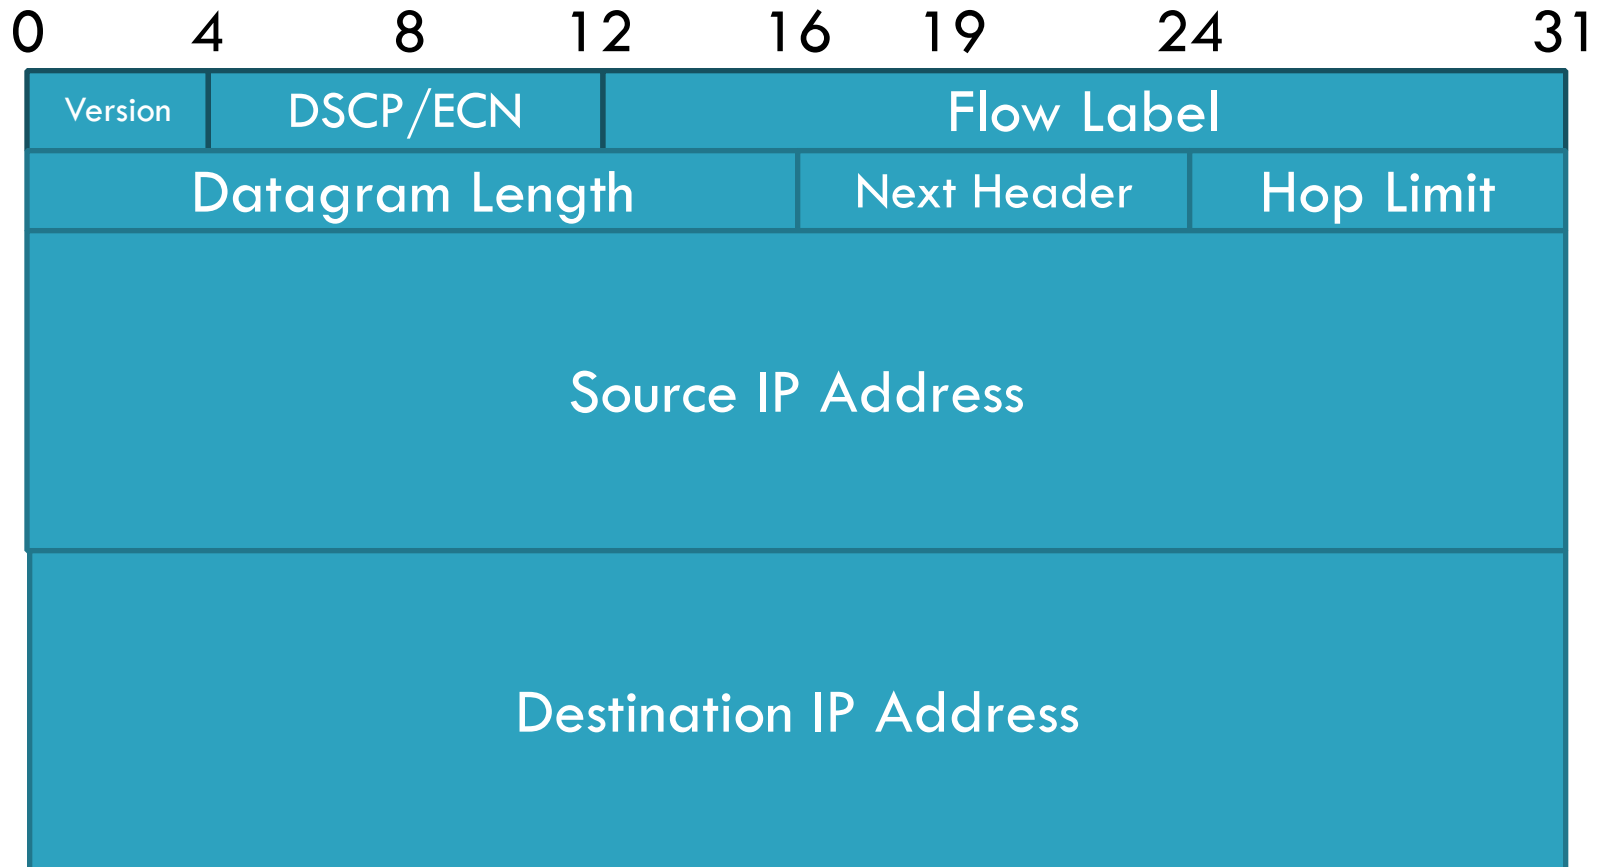 0 4 8 12 16 19 24 31
Version DSCP/ECN Flow Label
Datagram Length Next Header Hop Limit
Source IP Address
Destination IP Address